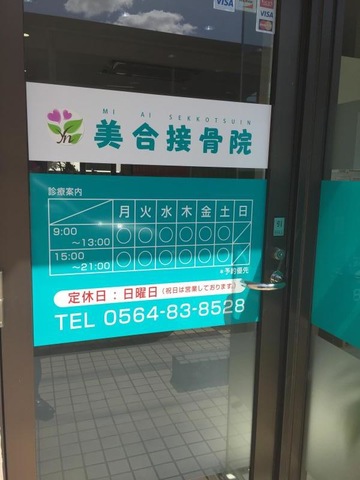 VISA
VISA
MI AI SEKKOTSUIN
美合接骨院
診療案内
月 火 水 木 金 土 日
9:00 ～13:00 ○ ○ ○ ○ ○ ○ ／
15:00 ～21:00 ○ ○ ○ ○ ○ ○ ／
※予約優先
定休日：日曜日（祝日は営業しております。）
TEL 0564-83-8528